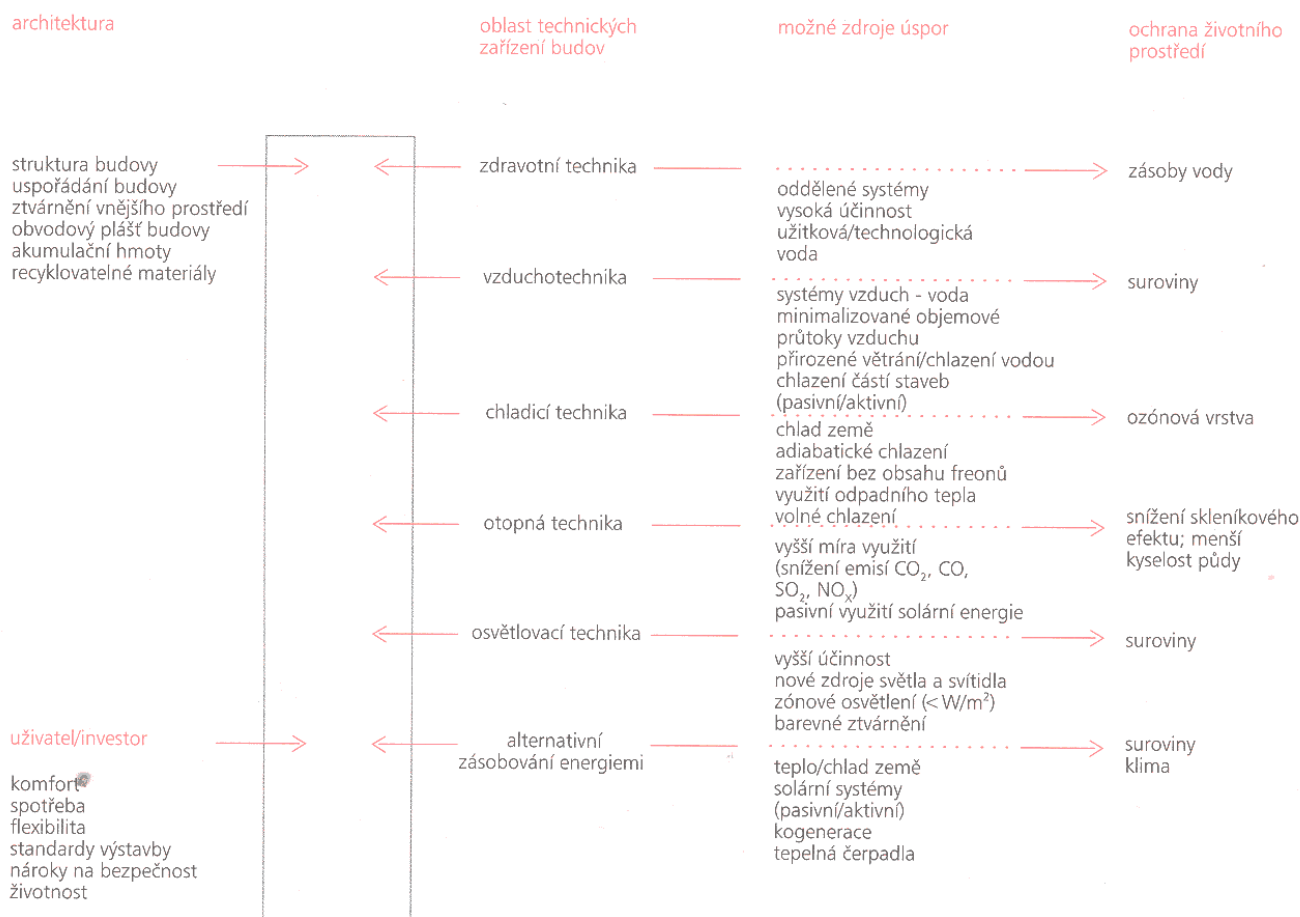 architektura
oblast technických
zařízení budov
možné zdroje úspor
ochrana životního
prostředí
struktura budovy
uspořádání budovy
ztvárnění vnějšího prostředí
obvodový plášť budovy
akumulační hmoty
recyklovatelné materiály
zdravotní technika
oddělené systémy
vysoká účinnost
užitková/technologická
voda
zásoby vody
vzduchotechnika
systémy vzduch - voda
minimalizované objemové
průtoky vzduchu
přirozené větrání/chlazení vodou
chlazení částí staveb
(pasivní/aktivní)
suroviny
chladicí technika
chlad země
adiabatické chlazení
zařízení bez obsahu freonů
využití odpadního tepla
volné chlazení
ozónová vrstva
otopná technika
vyšší míra využití
(snížení emisí CO₂, CO,
SO₂, NOₓ)
pasivní využití solární energie
snížení skleníkového
efektu; menší
kyselost půdy
osvětlovací technika
vyšší účinnost
nové zdroje světla a svítidla
zónové osvětlení (< W/m²)
barevné ztvárnění
suroviny
uživatel/investor
komfort
spotřeba
flexibilita
standardy výstavby
nároky na bezpečnost
životnost
alternativní
zásobování energiemi
teplo/chlad země
solární systémy
(pasivní/aktivní)
kogenerace
tepelná čerpadla
suroviny
klima